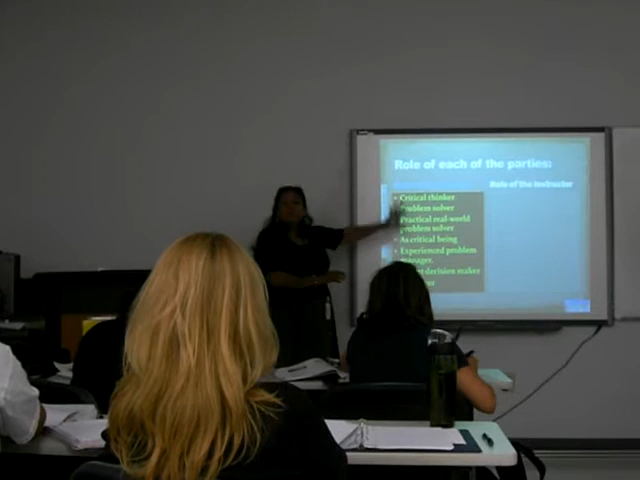 Role of each of the parties:
Role of the instructor
Critical thinker
Problem solver
Practical real-world
problem solver
As critical being
Experienced problem
manager.
decision maker